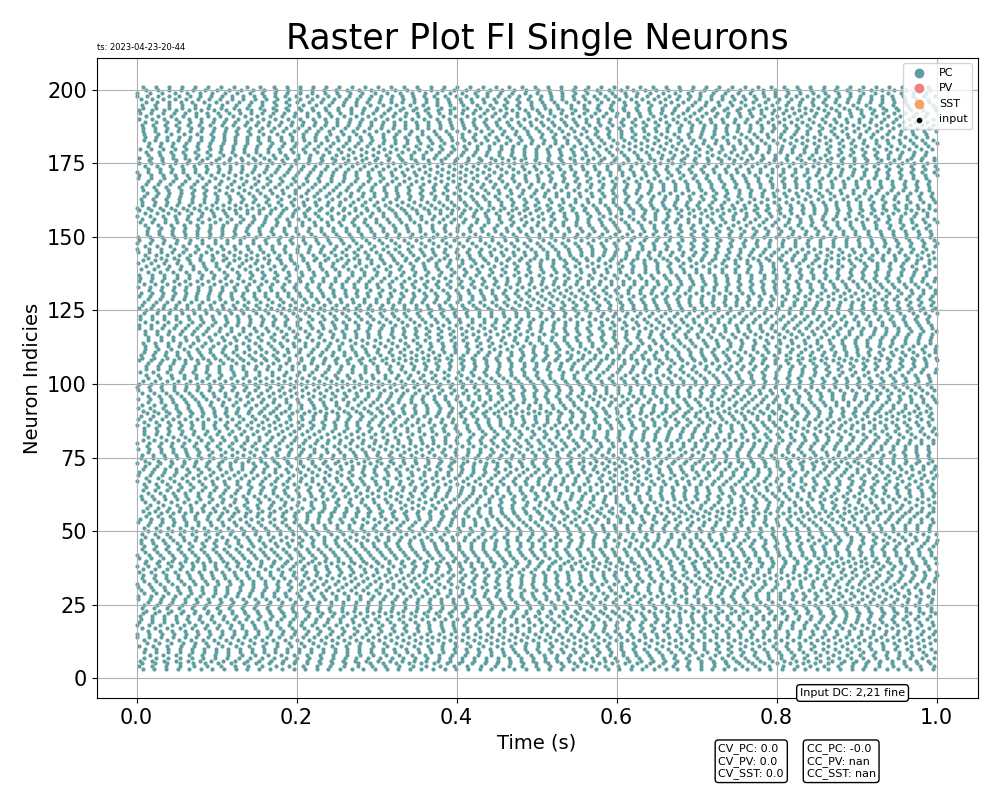 Raster Plot FI Single Neurons
ts: 2023-04-23-20-44
PC
PV
SST
input
200
175
150
125
100
75
50
25
0
Neuron Indicies
0.0 0.2 0.4 0.6 0.8 1.0
Time (s)
Input DC: 2,21 fine
CV_PC: 0.0
CV_PV: 0.0
CV_SST: 0.0
CC_PC: -0.0
CC_PV: nan
CC_SST: nan